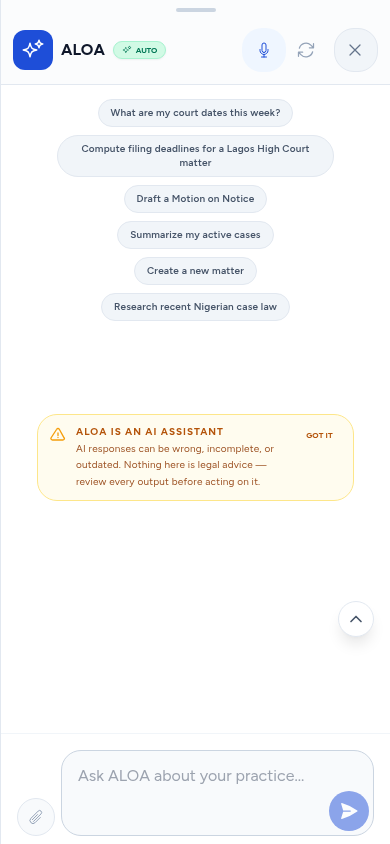 ALOA
AUTO
What are my court dates this week?
Compute filing deadlines for a Lagos High Court
matter
Draft a Motion on Notice
Summarize my active cases
Create a new matter
Research recent Nigerian case law
ALOA IS AN AI ASSISTANT
GOT IT
AI responses can be wrong, incomplete, or
outdated. Nothing here is legal advice —
review every output before acting on it.
Ask ALOA about your practice...